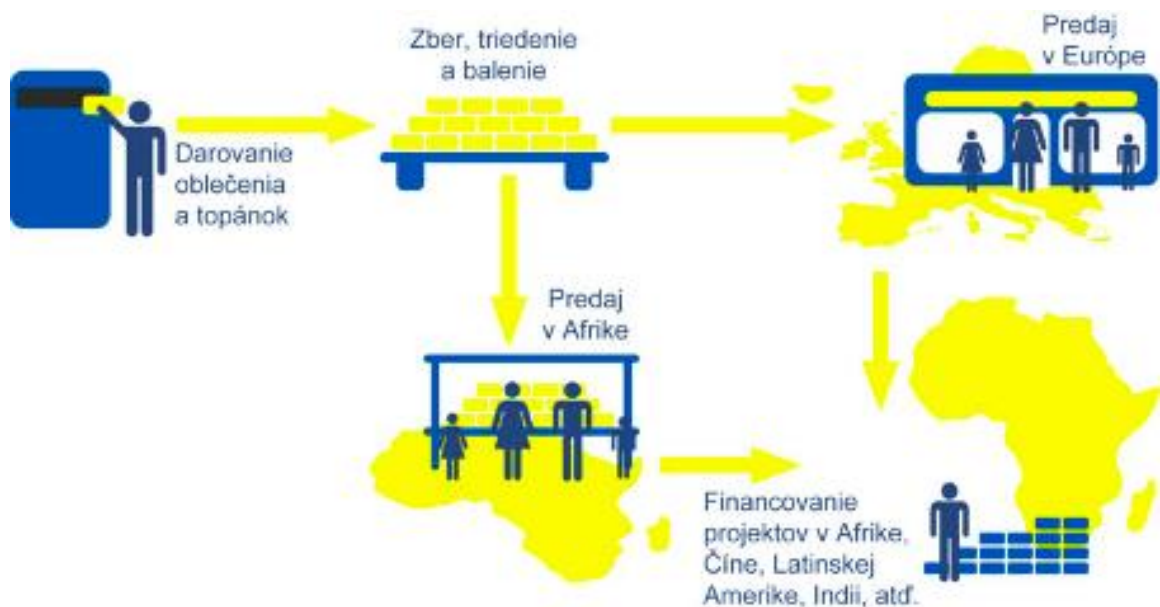 Darovanie
oblečenia
a topánok
Zber, triedenie
a balenie
Predaj
v Európe
Predaj
v Afrike
Financovanie
projektov v Afrike,
Číne, Latinskej
Amerike, Indii, atď.